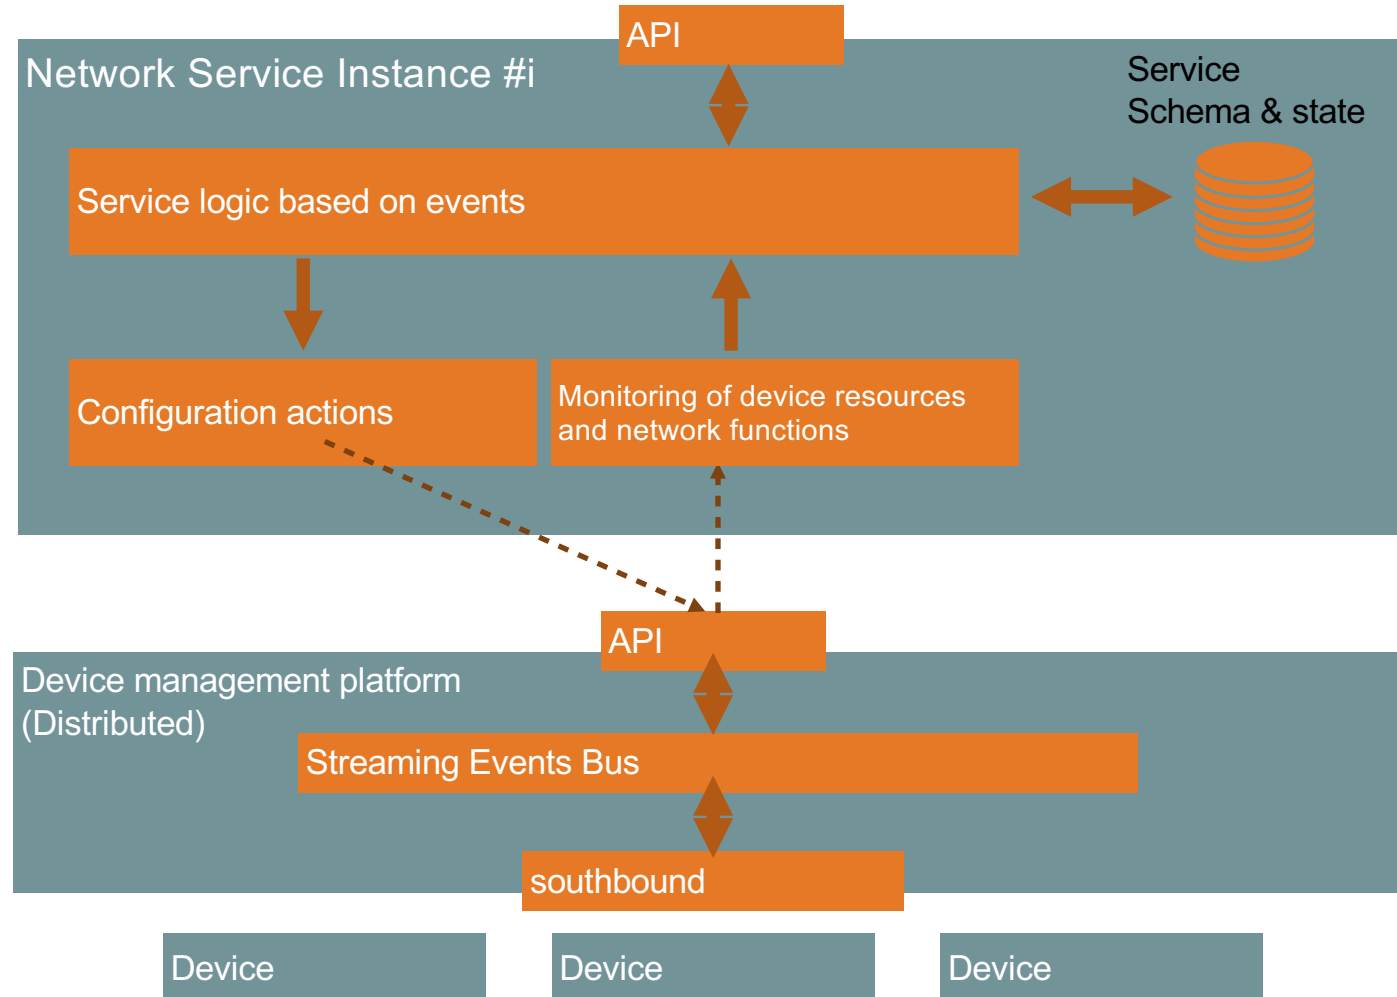 API
Network Service Instance #i
Service
Schema & state
Service logic based on events
Configuration actions
Monitoring of device resources
and network functions
API
Device management platform
(Distributed)
Streaming Events Bus
southbound
Device
Device
Device